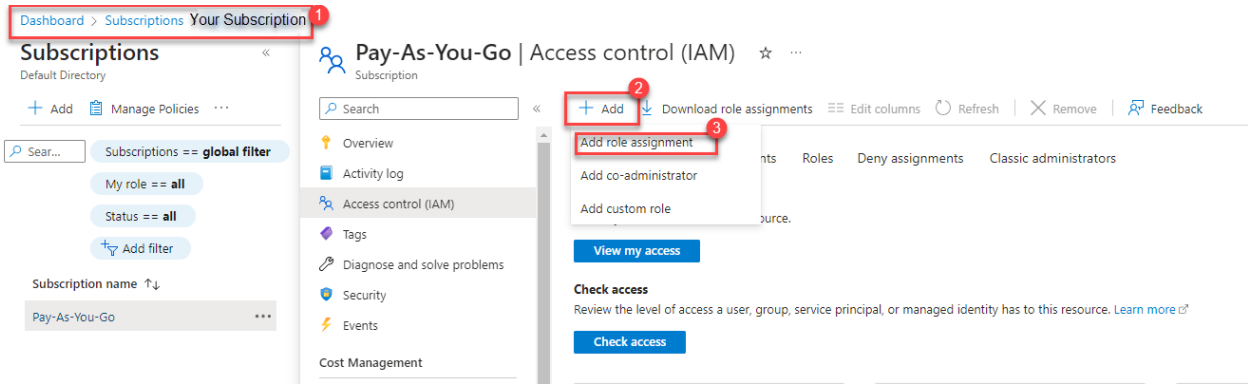 Dashboard > Subscriptions Your Subscription 1
Subscriptions «
Default Directory
+ Add Manage Policies ...
Sear...
Subscriptions == global filter
My role == all
Status == all
Add filter
Subscription name ↑↓
Pay-As-You-Go ...
Pay-As-You-Go | Access control (IAM) ☆ ...
Subscription
Search «
Overview
Activity log
Access control (IAM)
Tags
Diagnose and solve problems
Security
Events
Cost Management
2
+ Add Download role assignments Edit columns Refresh Remove Feedback
3
Add role assignment
Add co-administrator
Add custom role
nts Roles Deny assignments Classic administrators
ource.
View my access
Check access
Review the level of access a user, group, service principal, or managed identity has to this resource. Learn more
Check access